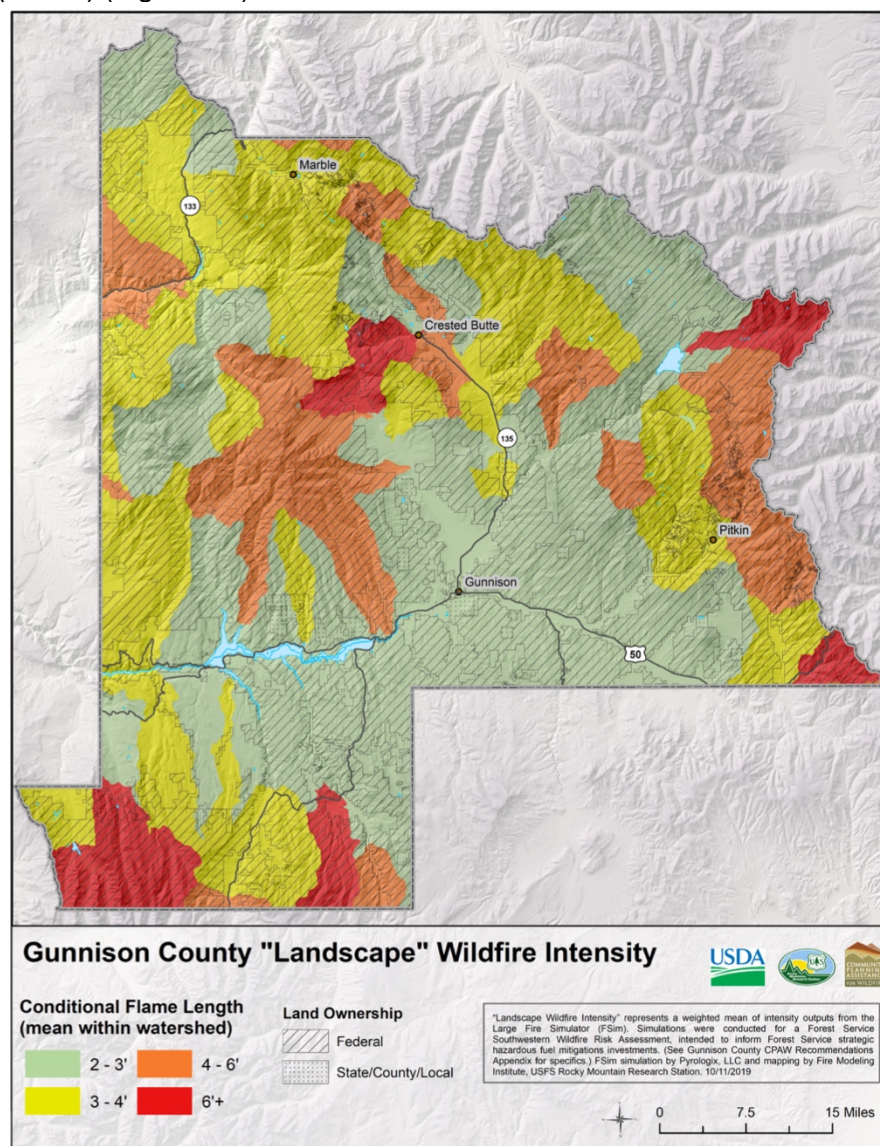 Marble
133
Crested Butte
135
Pitkin
Gunnison
50
Gunnison County "Landscape" Wildfire Intensity
USDA
COMMUNITY
PLANNING
ASSISTANCE
FOR WILDFIRE
Conditional Flame Length
(mean within watershed)
2 - 3'
4 - 6'
3 - 4'
6'+
Land Ownership
Federal
State/County/Local
"Landscape Wildfire Intensity" represents a weighted mean of intensity outputs from the
Large Fire Simulator (FSim). Simulations were conducted for a Forest Service
Southwestern Wildfire Risk Assessment, intended to inform Forest Service strategic
hazardous fuel mitigations investments. (See Gunnison County CPAW Recommendations
Appendix for specifics.) FSim simulation by Pyrologix, LLC and mapping by Fire Modeling
Institute, USFS Rocky Mountain Research Station. 10/11/2019
0 7.5 15 Miles